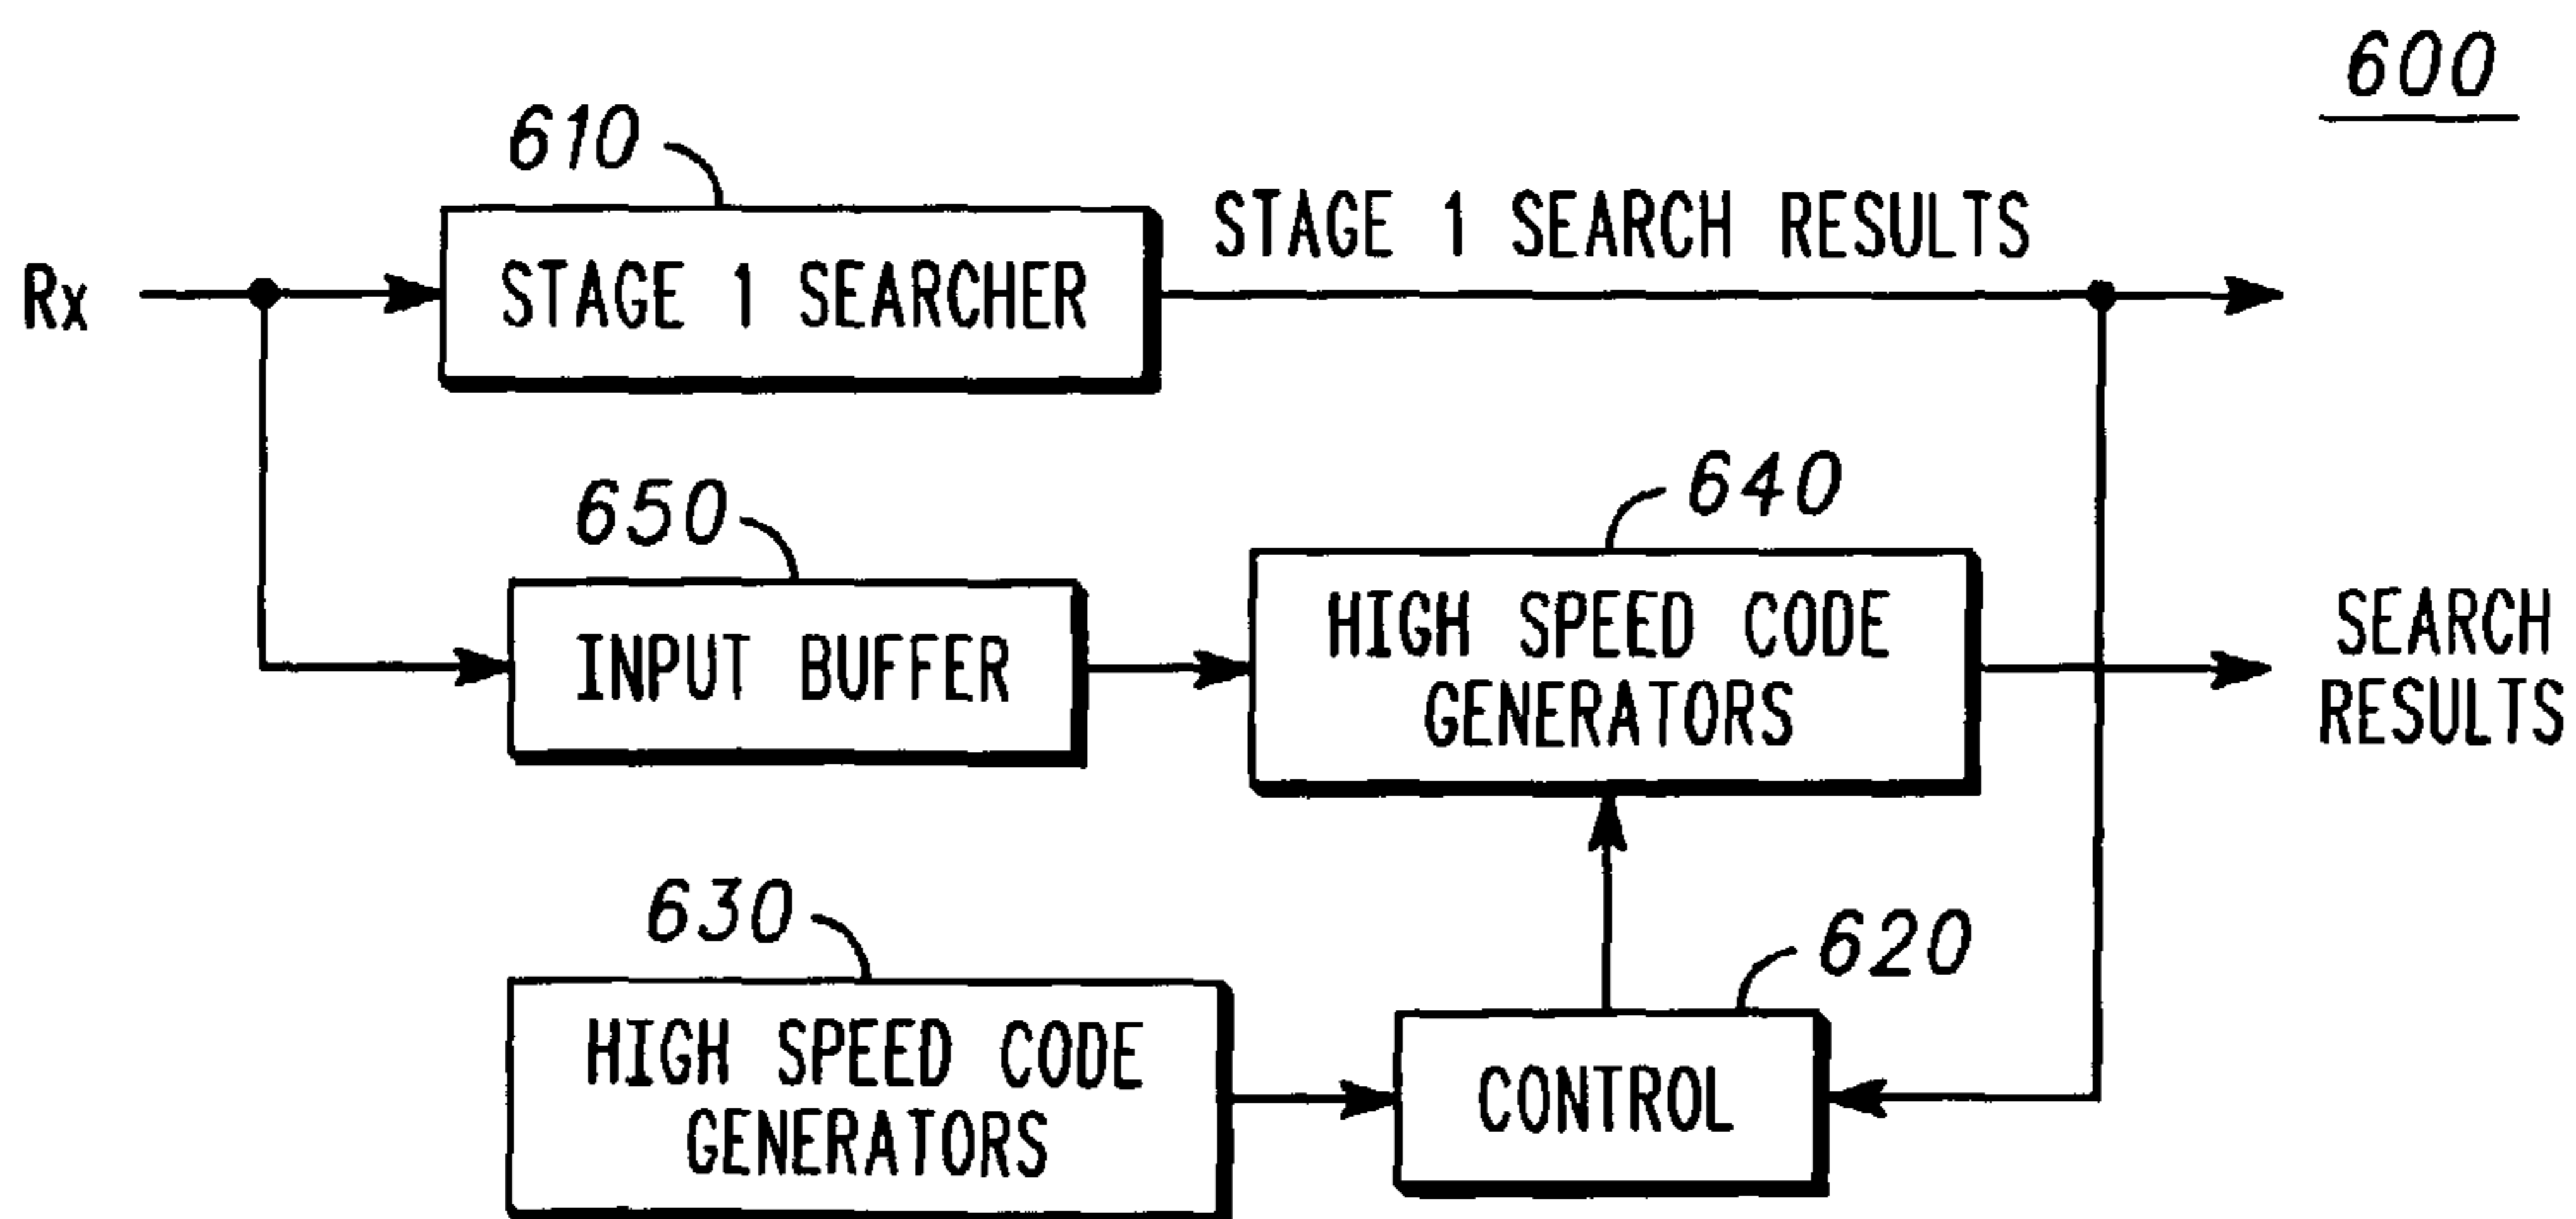 600
610
STAGE 1 SEARCH RESULTS
Rx
STAGE 1 SEARCHER
650
640
INPUT BUFFER
HIGH SPEED CODE
GENERATORS
SEARCH
RESULTS
630
620
HIGH SPEED CODE
GENERATORS
CONTROL